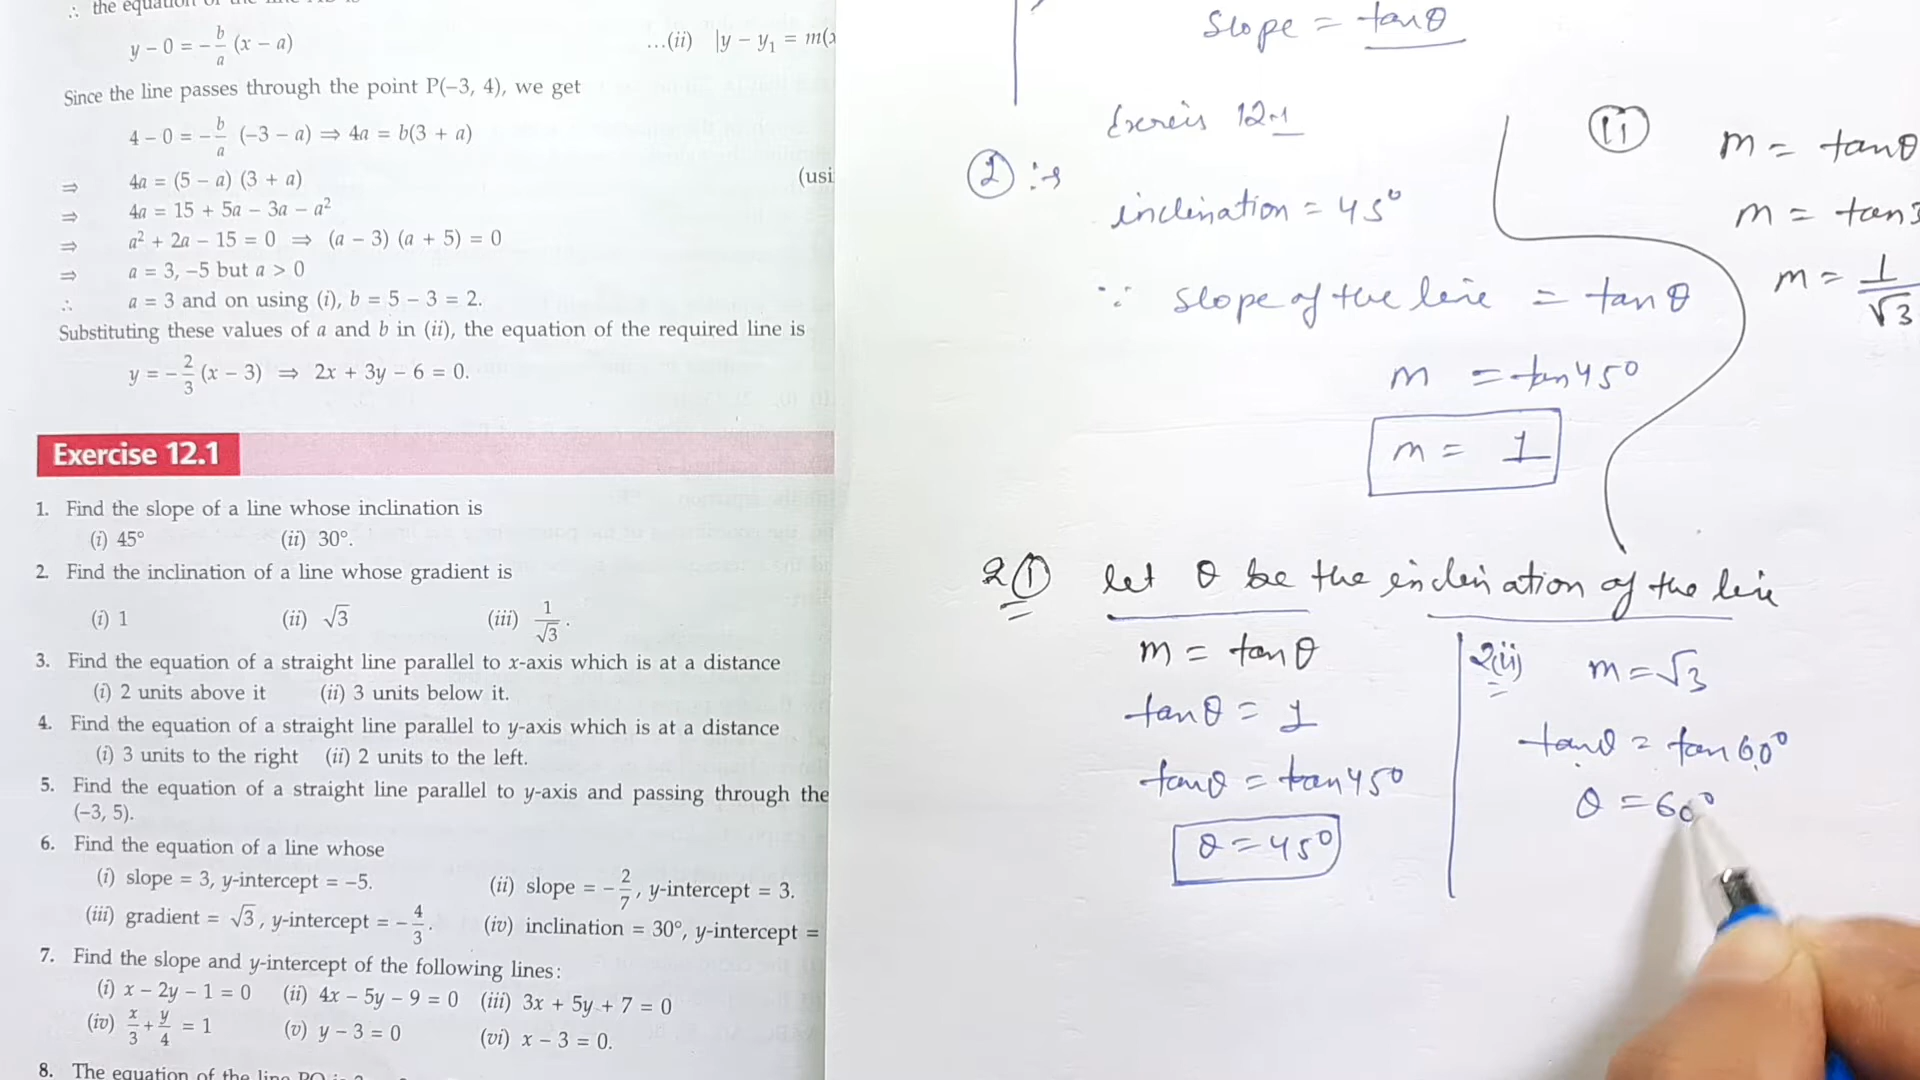 ∴ the equation of the line
y – 0 = –b/a (x – a) ...(ii) |y – y₁ = m(x
Since the line passes through the point P(–3, 4), we get
4 – 0 = –b/a (–3 – a) ⇒ 4a = b(3 + a)
⇒ 4a = (5 – a) (3 + a) (usi
⇒ 4a = 15 + 5a – 3a – a²
⇒ a² + 2a – 15 = 0 ⇒ (a – 3) (a + 5) = 0
⇒ a = 3, –5 but a > 0
∴ a = 3 and on using (i), b = 5 – 3 = 2.
Substituting these values of a and b in (ii), the equation of the required line is
y = –2/3 (x – 3) ⇒ 2x + 3y – 6 = 0.
Exercise 12.1
1. Find the slope of a line whose inclination is
(i) 45° (ii) 30°.
2. Find the inclination of a line whose gradient is
(i) 1 (ii) √3 (iii) 1/√3.
3. Find the equation of a straight line parallel to x-axis which is at a distance
(i) 2 units above it (ii) 3 units below it.
4. Find the equation of a straight line parallel to y-axis which is at a distance
(i) 3 units to the right (ii) 2 units to the left.
5. Find the equation of a straight line parallel to y-axis and passing through the
(–3, 5).
6. Find the equation of a line whose
(i) slope = 3, y-intercept = –5. (ii) slope = –2/7, y-intercept = 3.
(iii) gradient = √3, y-intercept = –4/3. (iv) inclination = 30°, y-intercept =
7. Find the slope and y-intercept of the following lines:
(i) x – 2y – 1 = 0 (ii) 4x – 5y – 9 = 0 (iii) 3x + 5y + 7 = 0
(iv) x/3 + y/4 = 1 (v) y – 3 = 0 (vi) x – 3 = 0.
8. The equation of the line PQ is
Slope = tanθ
Exercis 12.1
1 :→
inclination = 45°
∵ slope of the line = tanθ
m = tan45°
m = 1
(ii) m = tanθ
m = tan3
m = 1/√3
2(i) let θ be the inclination of the line
m = tanθ
tanθ = 1
tanθ = tan45°
θ = 45°
2(ii) m = √3
tanθ = tan60°
θ = 60°